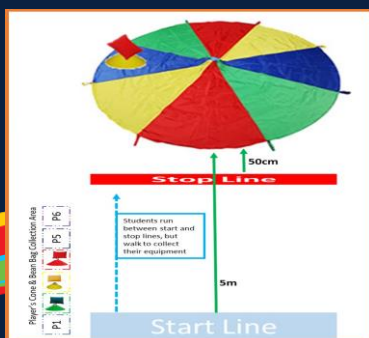 50cm
Stop Line
Students run
between start and
stop lines, but
walk to collect
their equipment
5m
Start Line
Player's Cone & Bean Bag Collection Area
P6
P5
P1